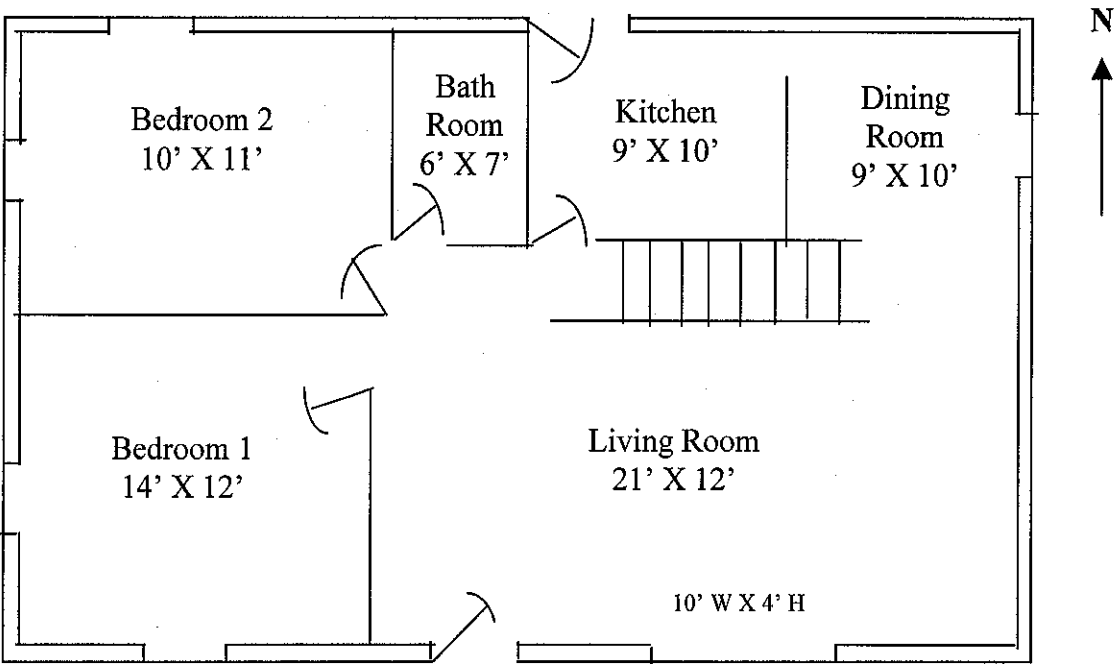 N
Bedroom 2
10’ X 11’
Bath
Room
6’ X 7’
Kitchen
9’ X 10’
Dining
Room
9’ X 10’
Bedroom 1
14’ X 12’
Living Room
21’ X 12’
10’ W X 4’ H